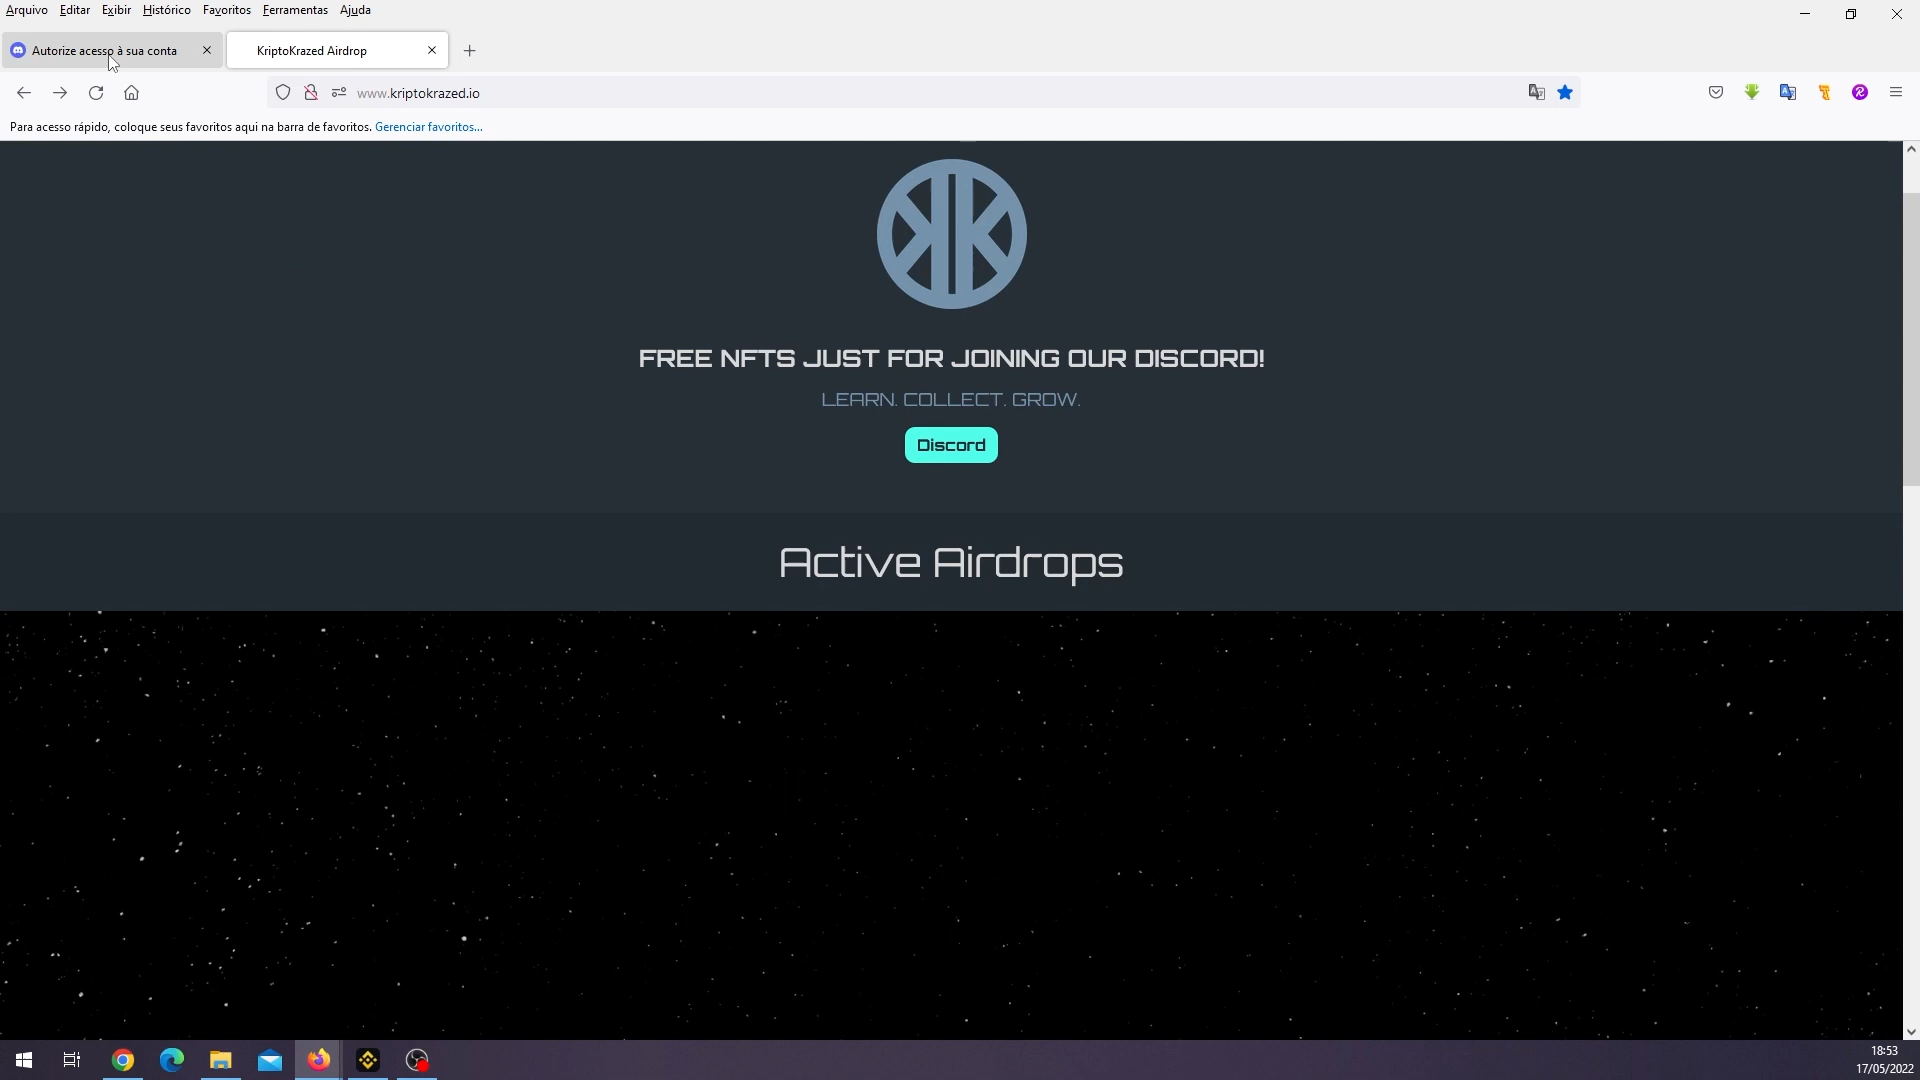 Arquivo Editar Exibir Histórico Favoritos Ferramentas Ajuda
Autorize acesso à sua conta
KriptoKrazed Airdrop
www.kriptokrazed.io
Para acesso rápido, coloque seus favoritos aqui na barra de favoritos. Gerenciar favoritos...
FREE NFTS JUST FOR JOINING OUR DISCORD!
LEARN. COLLECT. GROW.
Discord
Active Airdrops
18:53
17/05/2022